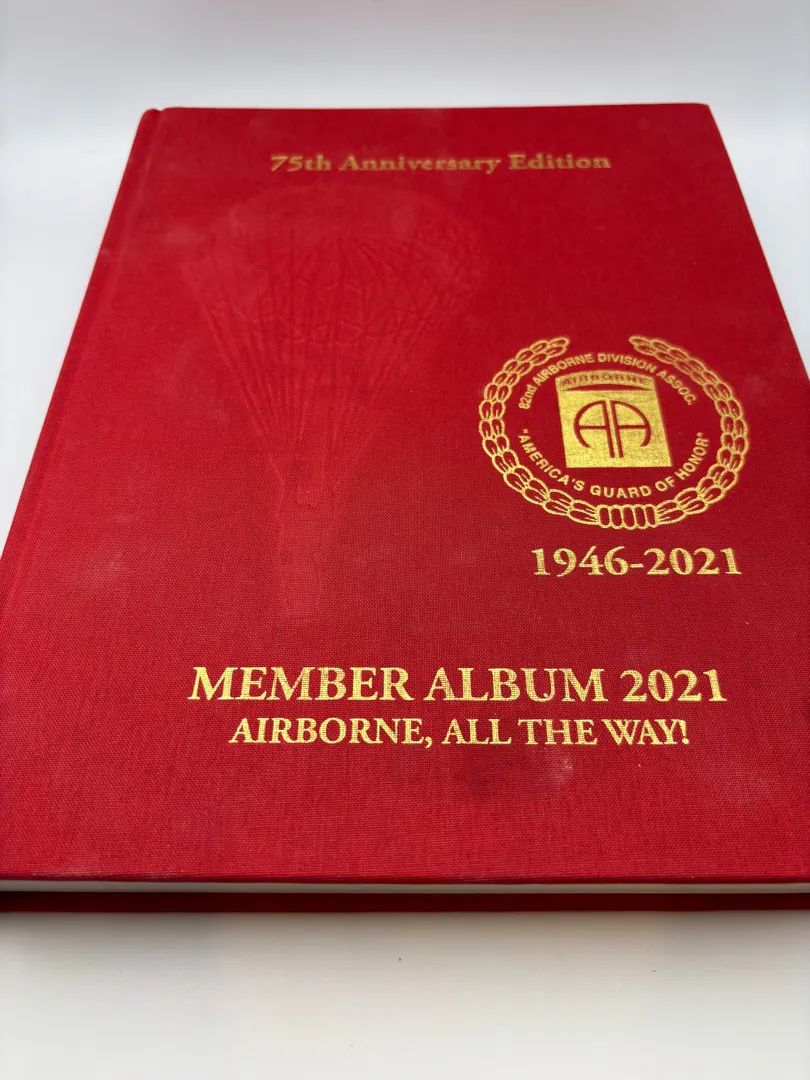 75th Anniversary Edition
82nd AIRBORNE DIVISION ASSOC.
AIRBORNE
AA
"AMERICA'S GUARD OF HONOR"
1946-2021
MEMBER ALBUM 2021
AIRBORNE, ALL THE WAY!